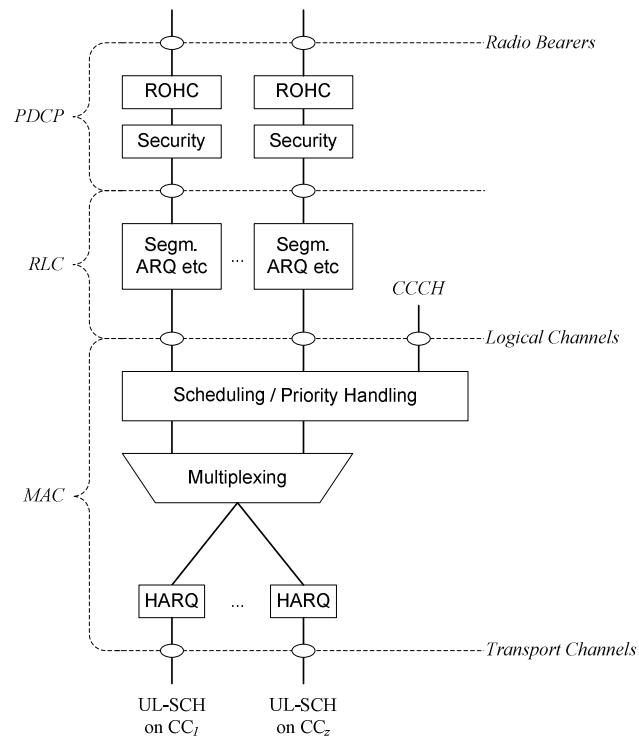 Radio Bearers
ROHC ROHC
PDCP
Security Security
Segm. ARQ etc ... Segm. ARQ etc
RLC
CCCH
Logical Channels
Scheduling / Priority Handling
Multiplexing
MAC
HARQ ... HARQ
Transport Channels
UL-SCH UL-SCH
on CC1 on CCz